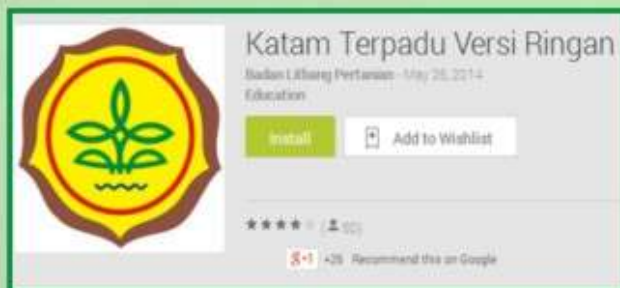 Katam Terpadu Versi Ringan
Badan Litbang Pertanian - May 26, 2014
Education
Install
Add to Wishlist
g+1 +26 Recommend this on Google